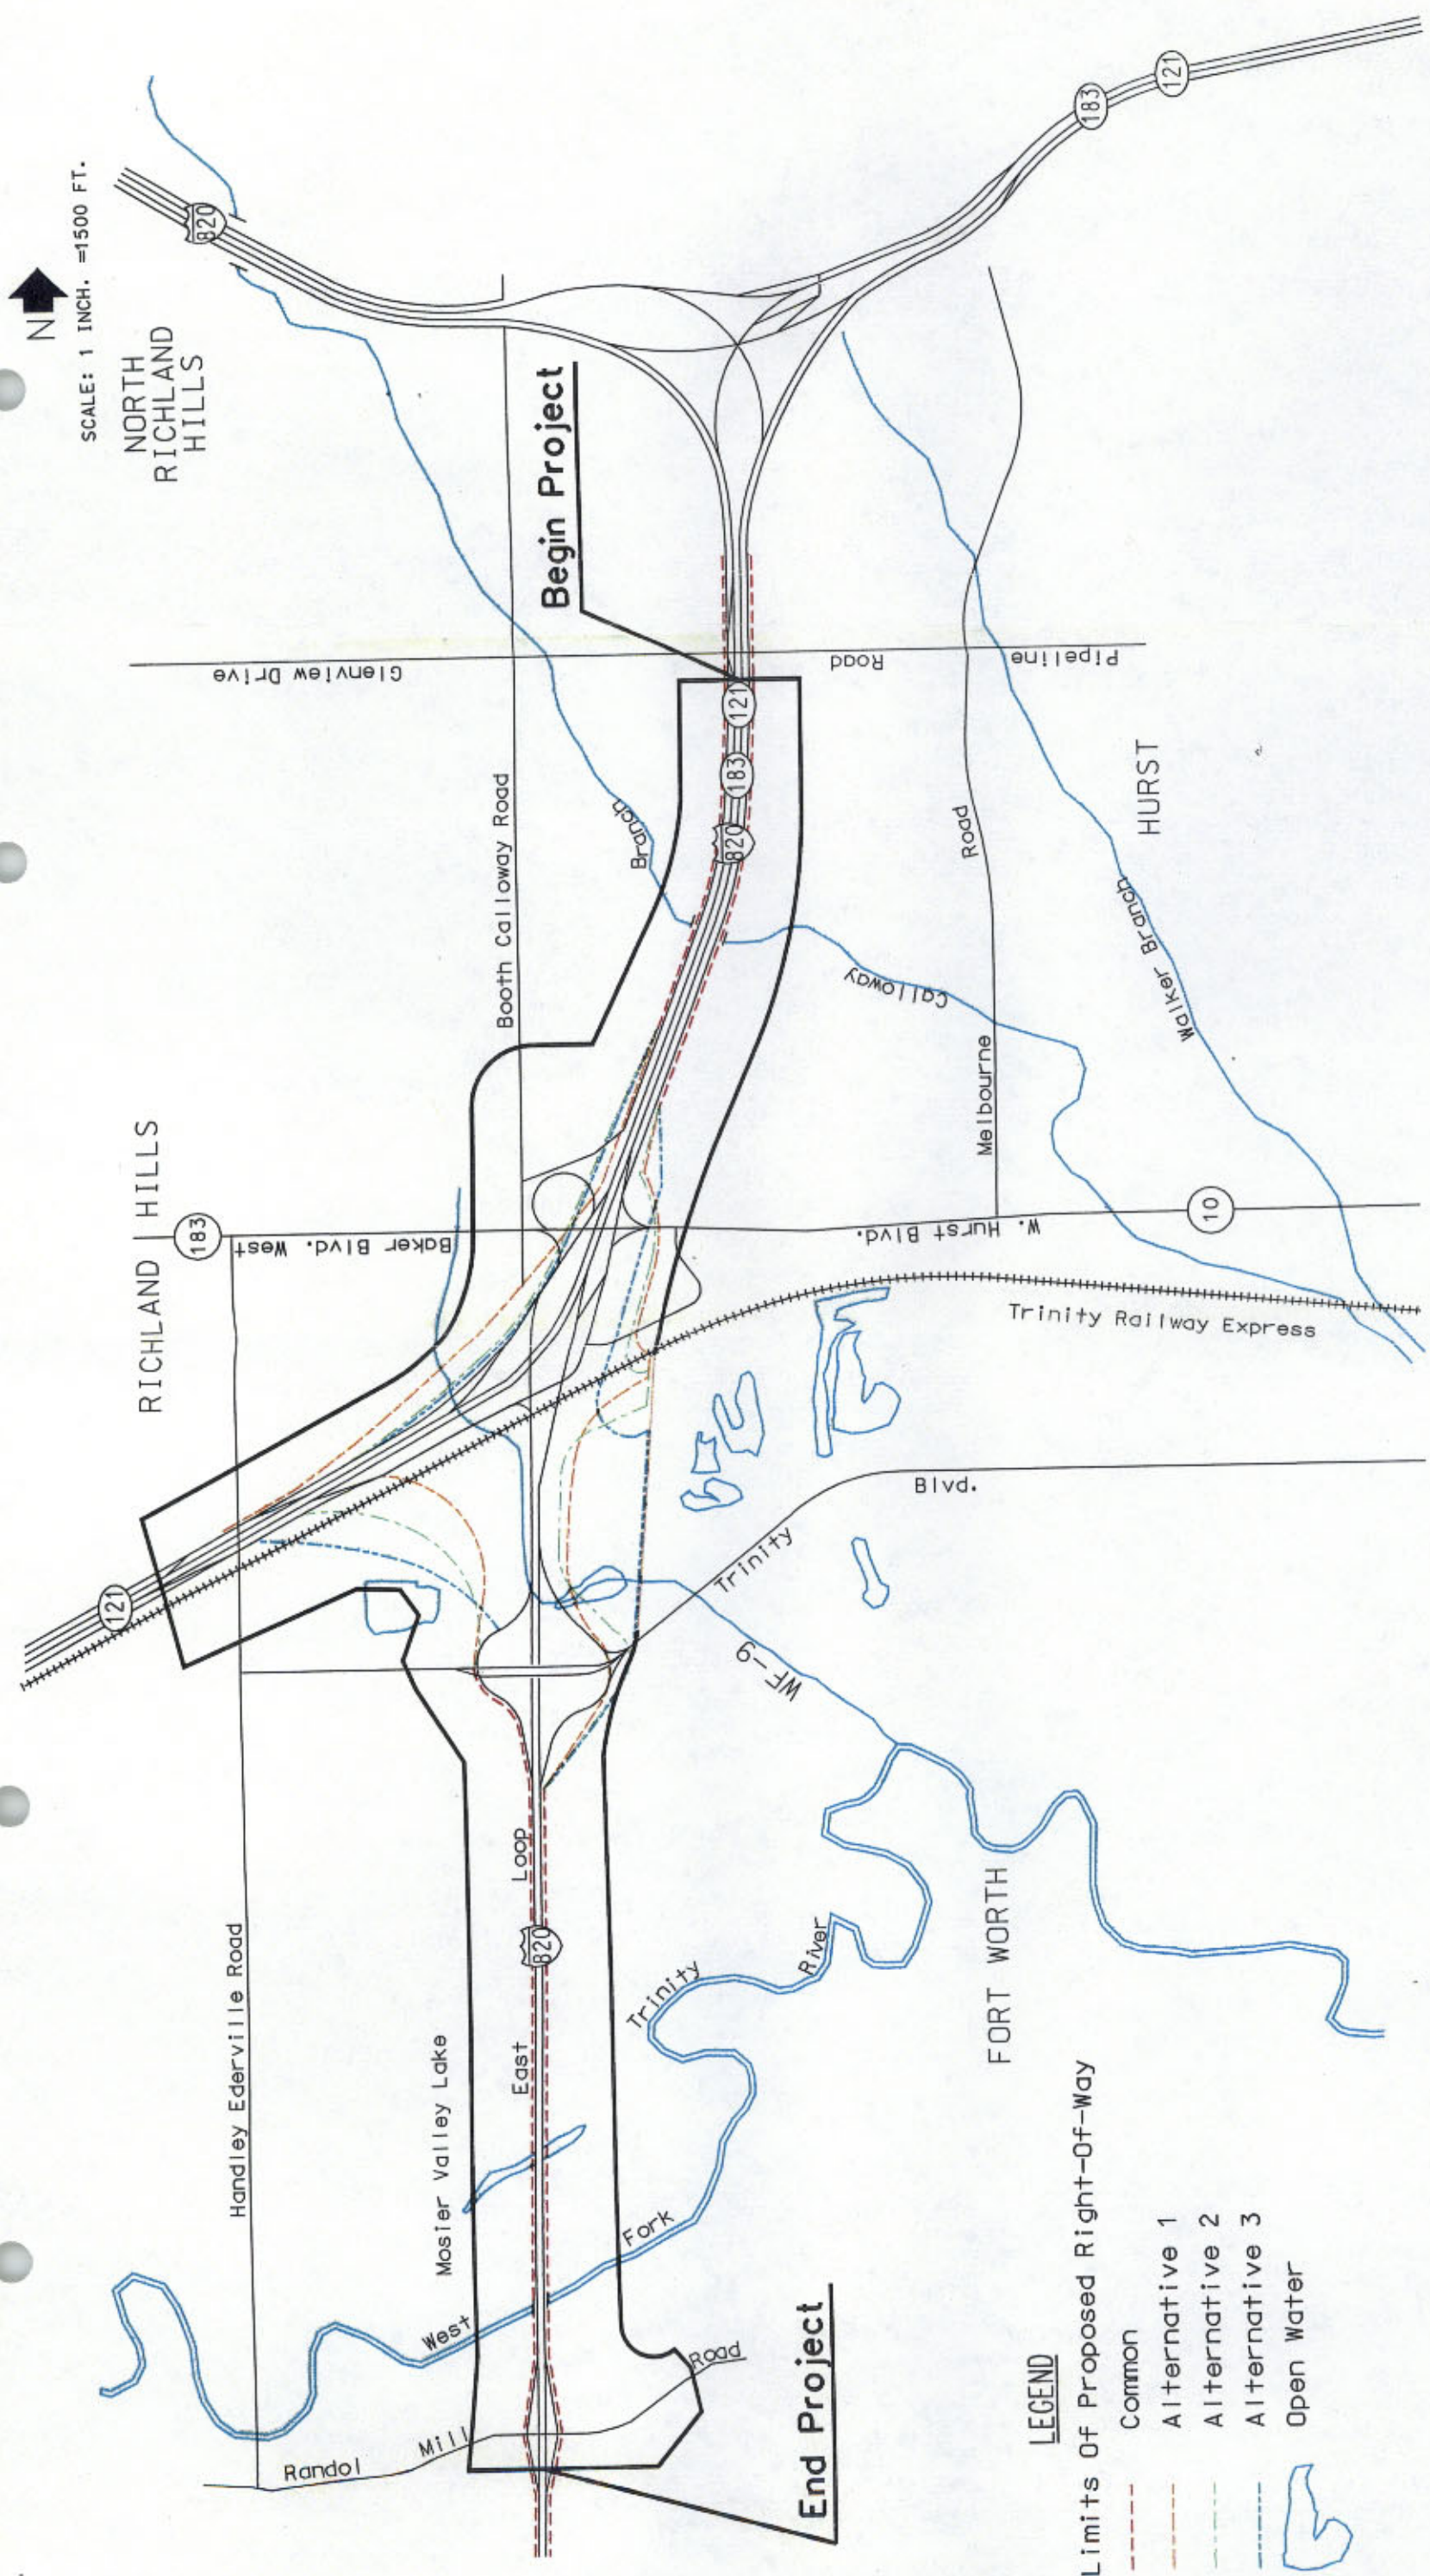 N
SCALE: 1 INCH. =1500 FT.
NORTH
RICHLAND
HILLS
820
183
121
Begin Project
Glenview Drive
Pipeline
Road
121
183
820
Booth Calloway Road
Branch
Calloway
Road
Melbourne
HURST
Walker Branch
RICHLAND HILLS
183
Baker Blvd. West
W. Hurst Blvd.
10
Trinity Railway Express
Trinity
Blvd.
121
WF-9
Handley Ederville Road
Mosier Valley Lake
East
Loop
820
West
Fork
Trinity
River
FORT WORTH
Randol
Mill
Road
End Project
LEGEND
Limits Of Proposed Right-Of-Way
Common
Alternative 1
Alternative 2
Alternative 3
Open Water